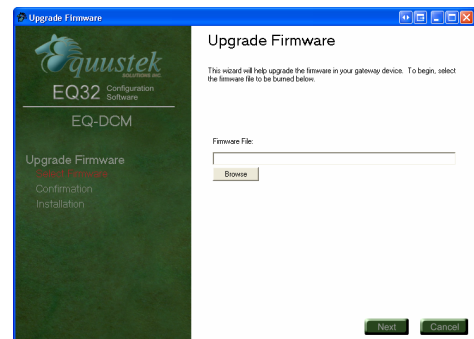 Upgrade Firmware
Equustek
SOLUTIONS INC.
EQ32 Configuration Software
EQ-DCM
Upgrade Firmware
Select Firmware
Confirmation
Installation
Upgrade Firmware
This wizard will help upgrade the firmware in your gateway device. To begin, select
the firmware file to be burned below.
Firmware File:
Browse
Next
Cancel